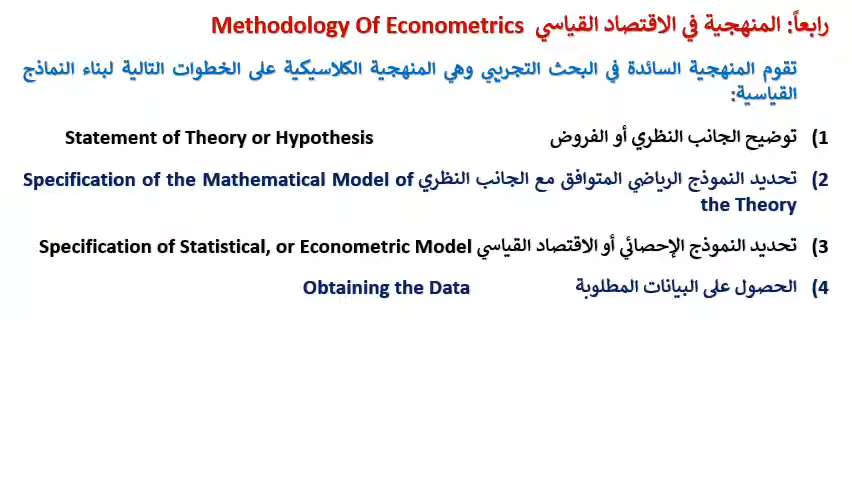 رابعاً: المنهجية في الاقتصاد القياسي Methodology Of Econometrics
تقوم المنهجية السائدة في البحث التجريبي وهي المنهجية الكلاسيكية على الخطوات التالية لبناء النماذج
القياسية:
1) توضيح الجانب النظري أو الفروض Statement of Theory or Hypothesis
2) تحديد النموذج الرياضي المتوافق مع الجانب النظري Specification of the Mathematical Model of
the Theory
3) تحديد النموذج الإحصائي أو الاقتصاد القياسي Specification of Statistical, or Econometric Model
4) الحصول على البيانات المطلوبة Obtaining the Data